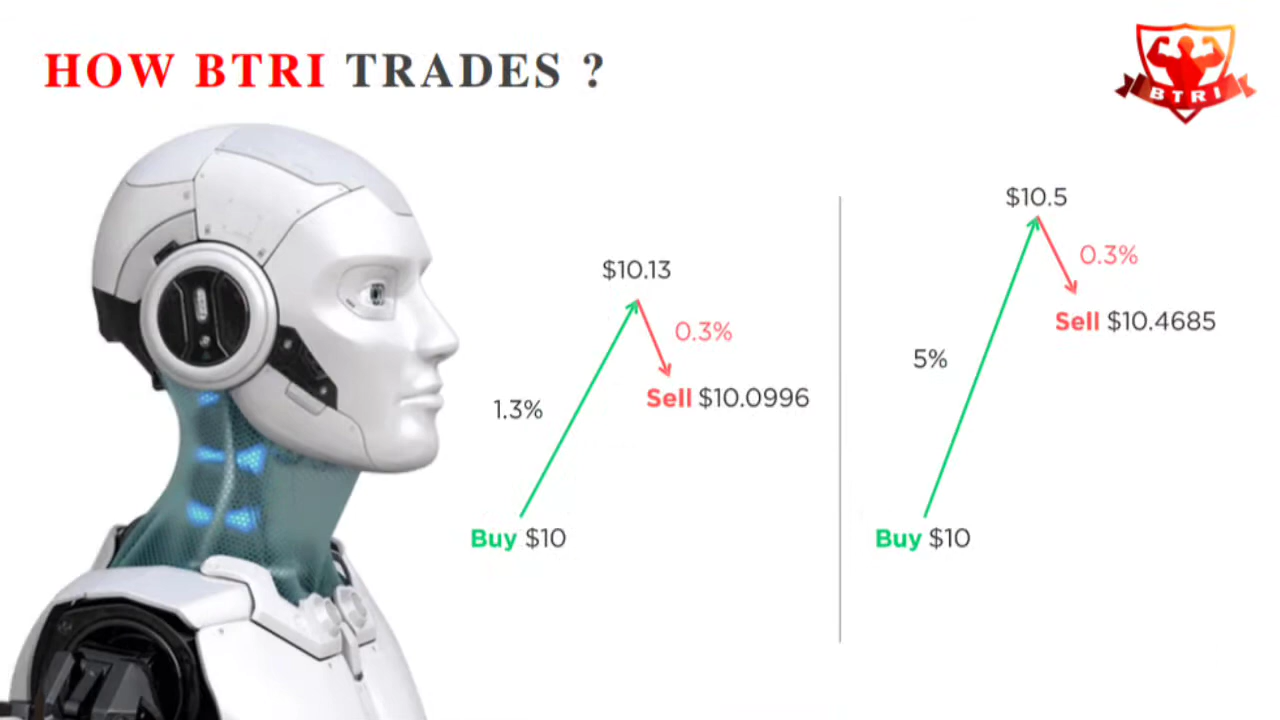 HOW BTRI TRADES ?
BTRI
$10.13
0.3%
Sell $10.0996
1.3%
Buy $10
$10.5
0.3%
Sell $10.4685
5%
Buy $10